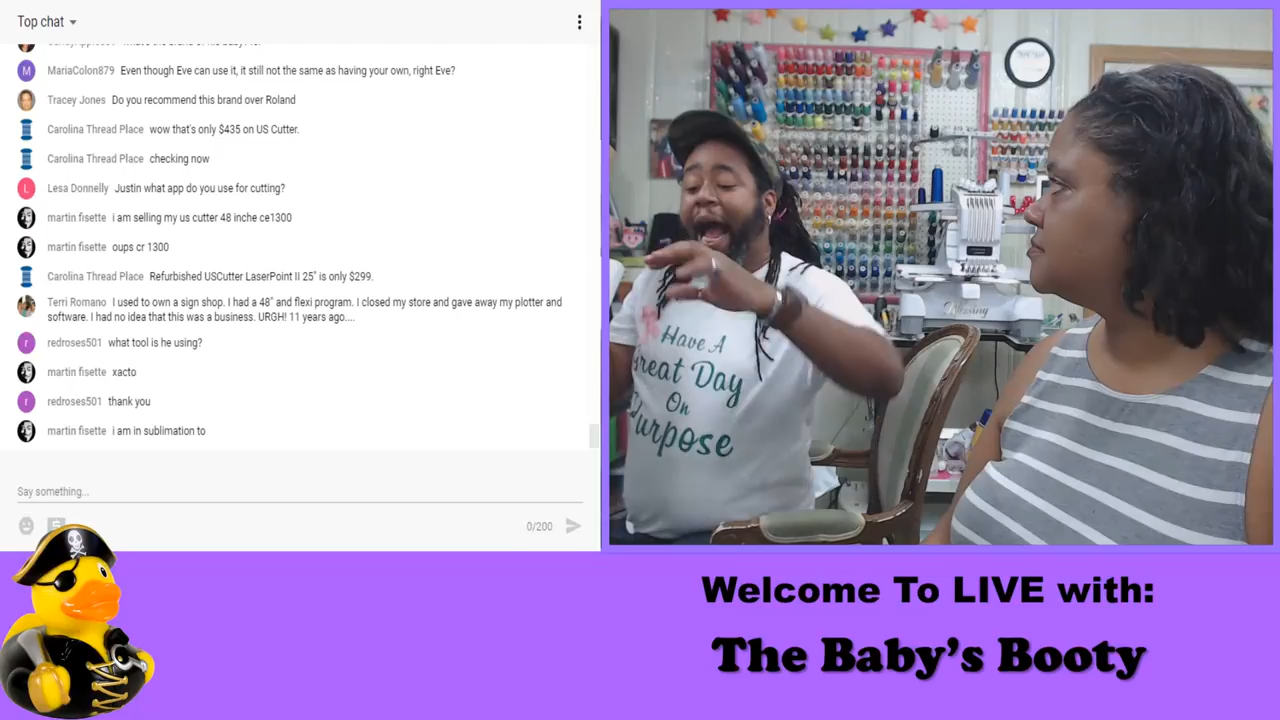 Top chat
M MariaColon879 Even though Eve can use it, it still not the same as having your own, right Eve?
Tracey Jones Do you recommend this brand over Roland
Carolina Thread Place wow that's only $435 on US Cutter.
Carolina Thread Place checking now
L Lesa Donnelly Justin what app do you use for cutting?
martin fisette i am selling my us cutter 48 inche ce1300
martin fisette oups cr 1300
Carolina Thread Place Refurbished USCutter LaserPoint II 25" is only $299.
Terri Romano I used to own a sign shop. I had a 48" and flexi program. I closed my store and gave away my plotter and
software. I had no idea that this was a business. URGH! 11 years ago....
r redroses501 what tool is he using?
martin fisette xacto
r redroses501 thank you
martin fisette i am in sublimation to
Say something...
0/200
Have A
Great Day
On
Purpose
Welcome To LIVE with:
The Baby's Booty